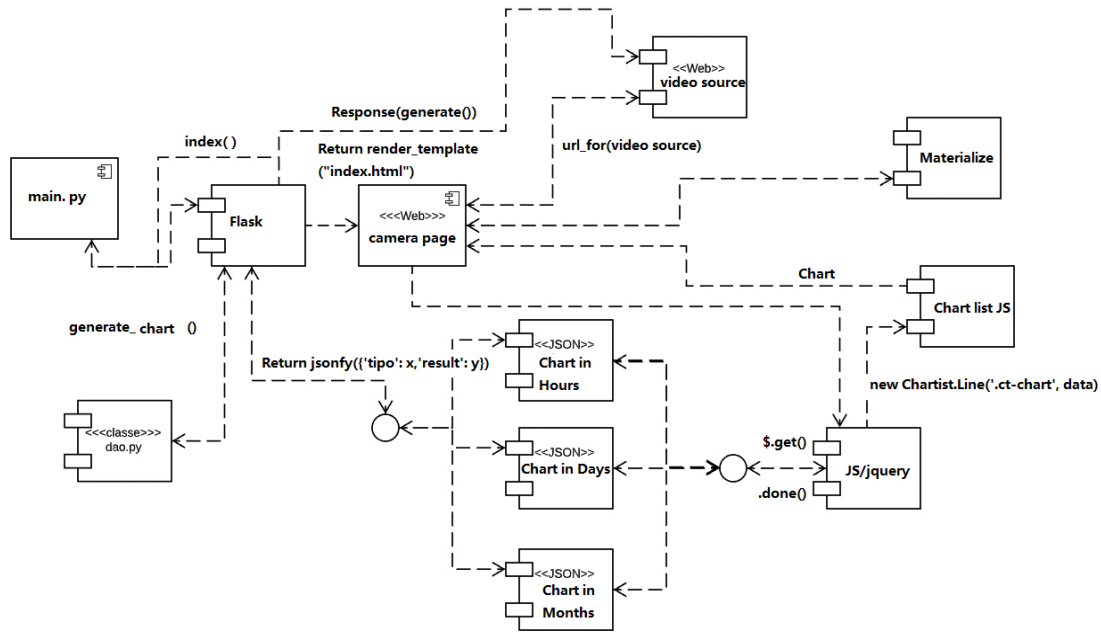 <<Web>>
video source
Response(generate())
index( )
Return render_template
("index.html")
url_for(video source)
Materialize
main. py
Flask
<<<Web>>>
camera page
Chart
Chart list JS
generate_ chart ()
Return jsonfy({'tipo': x,'result': y})
<<JSON>>
Chart in
Hours
new Chartist.Line('.ct-chart', data)
<<<classe>>>
dao.py
<<JSON>>
Chart in Days
$.get()
JS/jquery
.done()
<<JSON>>
Chart in
Months